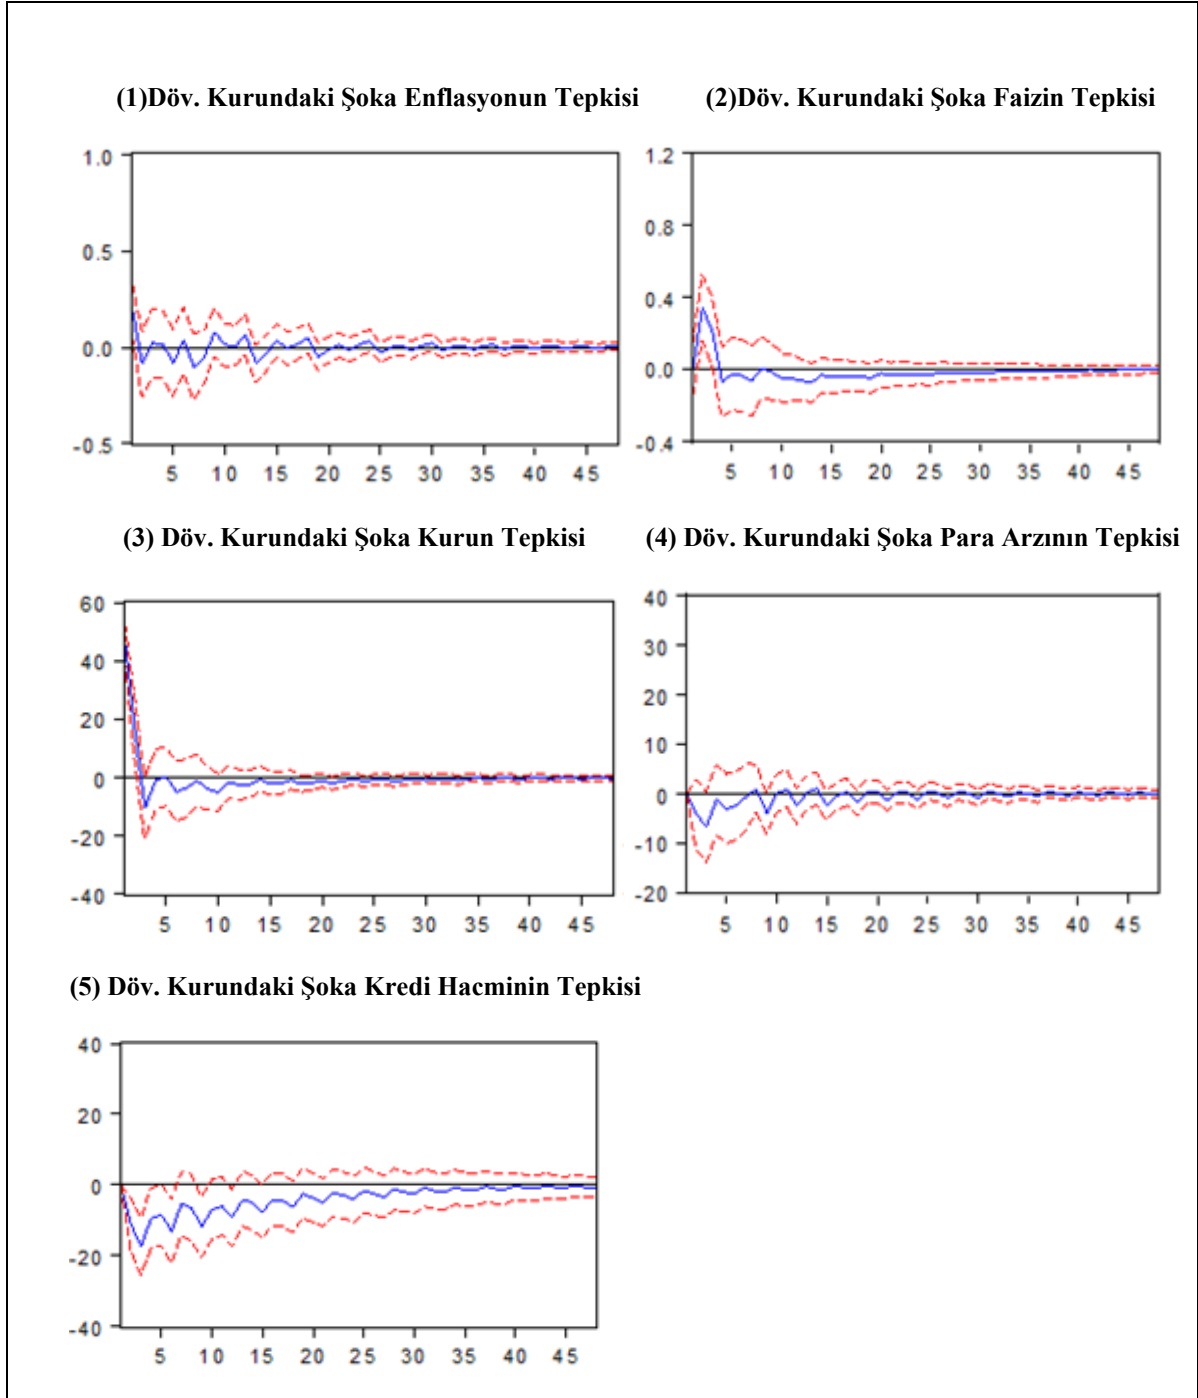 (1)Döv. Kurundaki Şoka Enflasyonun Tepkisi
(2)Döv. Kurundaki Şoka Faizin Tepkisi
1.0
0.5
0.0
-0.5
5 10 15 20 25 30 35 40 45
1.2
0.8
0.4
0.0
-0.4
5 10 15 20 25 30 35 40 45
(3) Döv. Kurundaki Şoka Kurun Tepkisi
(4) Döv. Kurundaki Şoka Para Arzının Tepkisi
60
40
20
0
-20
-40
5 10 15 20 25 30 35 40 45
40
30
20
10
0
-10
-20
5 10 15 20 25 30 35 40 45
(5) Döv. Kurundaki Şoka Kredi Hacminin Tepkisi
40
20
0
-20
-40
5 10 15 20 25 30 35 40 45